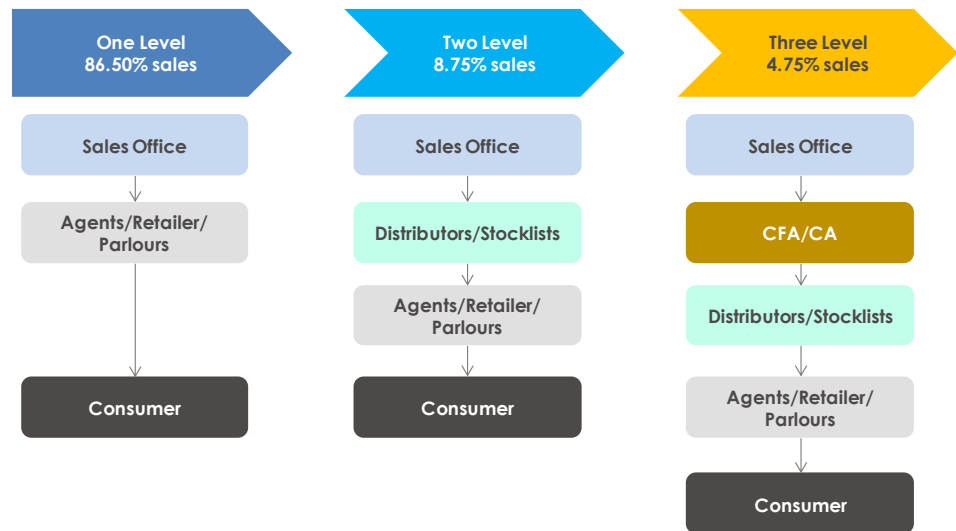 One Level
86.50% sales
Two Level
8.75% sales
Three Level
4.75% sales
Sales Office
Agents/Retailer/
Parlours
Consumer
Sales Office
Distributors/Stocklists
Agents/Retailer/
Parlours
Consumer
Sales Office
CFA/CA
Distributors/Stocklists
Agents/Retailer/
Parlours
Consumer